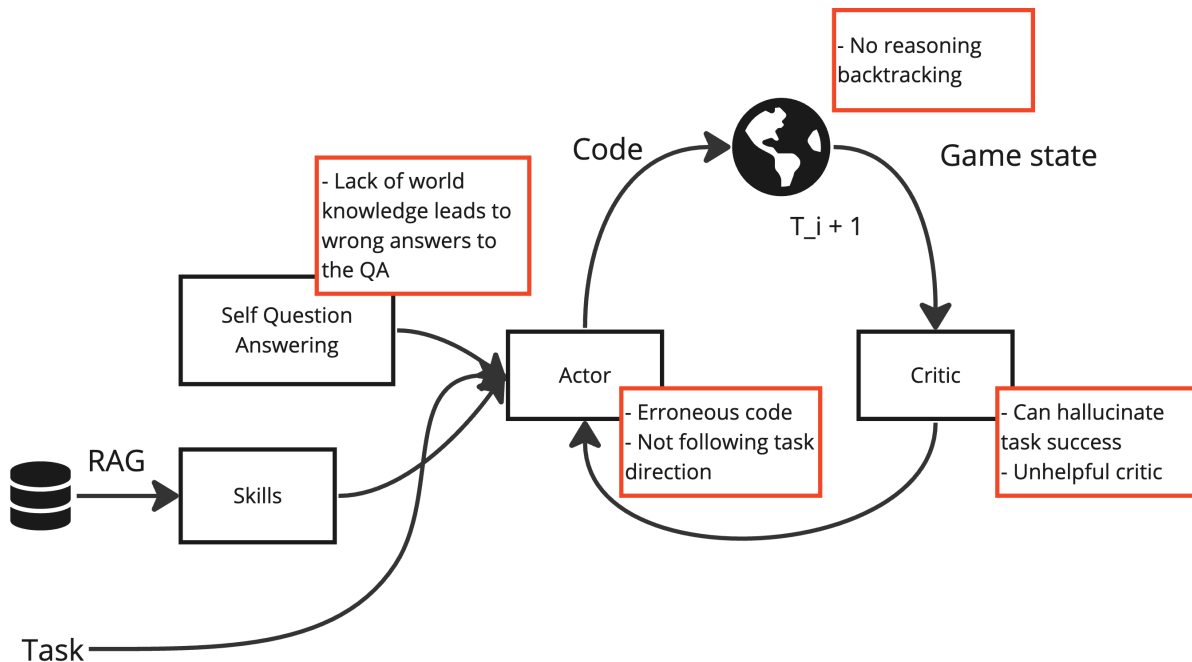 - No reasoning
backtracking
Code
Game state
- Lack of world
knowledge leads to
wrong answers to
the QA
T_i + 1
Self Question
Answering
Actor
Critic
- Erroneous code
- Not following task
direction
- Can hallucinate
task success
- Unhelpful critic
RAG
Skills
Task